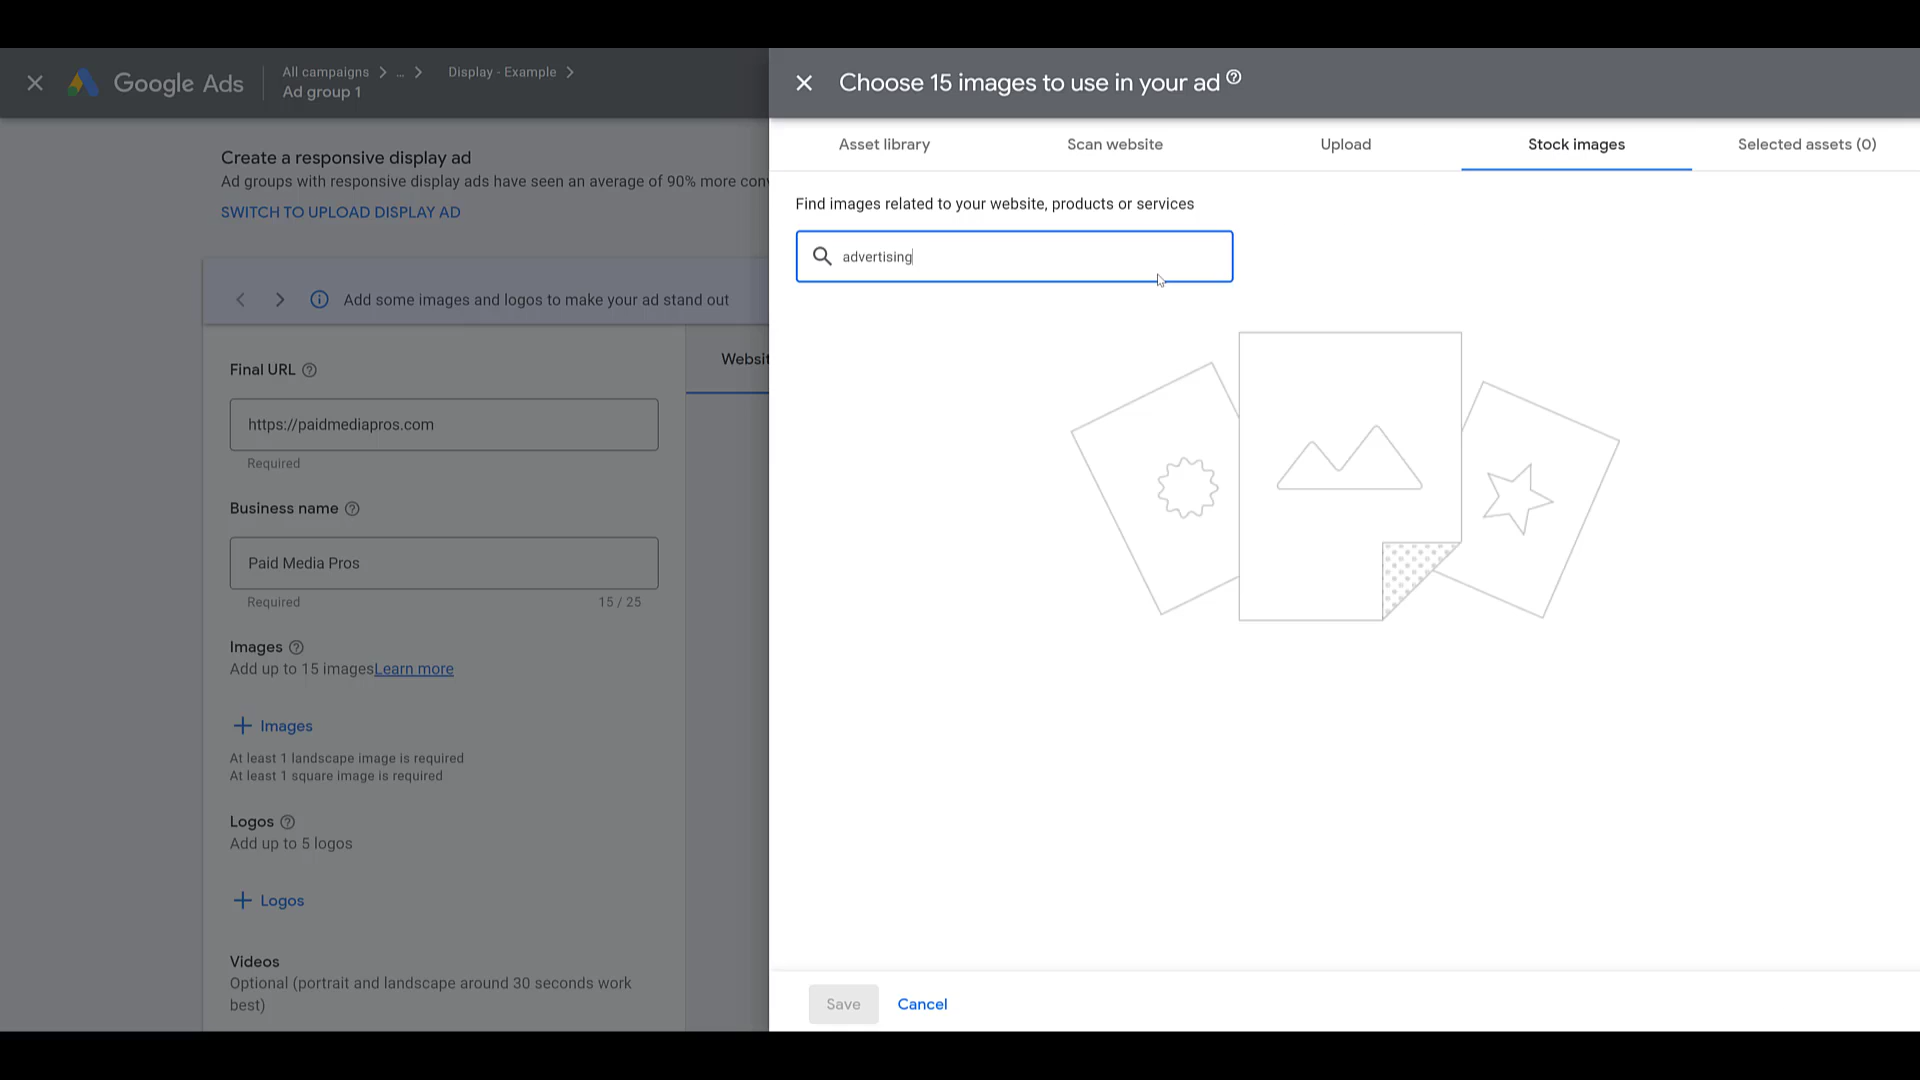 Google Ads
All campaigns
...
Display - Example
Ad group 1
Choose 15 images to use in your ad
Create a responsive display ad
Ad groups with responsive display ads have seen an average of 90% more conv
SWITCH TO UPLOAD DISPLAY AD
Add some images and logos to make your ad stand out
Final URL
https://paidmediapros.com
Required
Business name
Paid Media Pros
Required
15 / 25
Images
Add up to 15 imagesLearn more
Images
At least 1 landscape image is required
At least 1 square image is required
Logos
Add up to 5 logos
Logos
Videos
Optional (portrait and landscape around 30 seconds work
best)
Websit
Asset library
Scan website
Upload
Stock images
Selected assets (0)
Find images related to your website, products or services
advertising
Save
Cancel